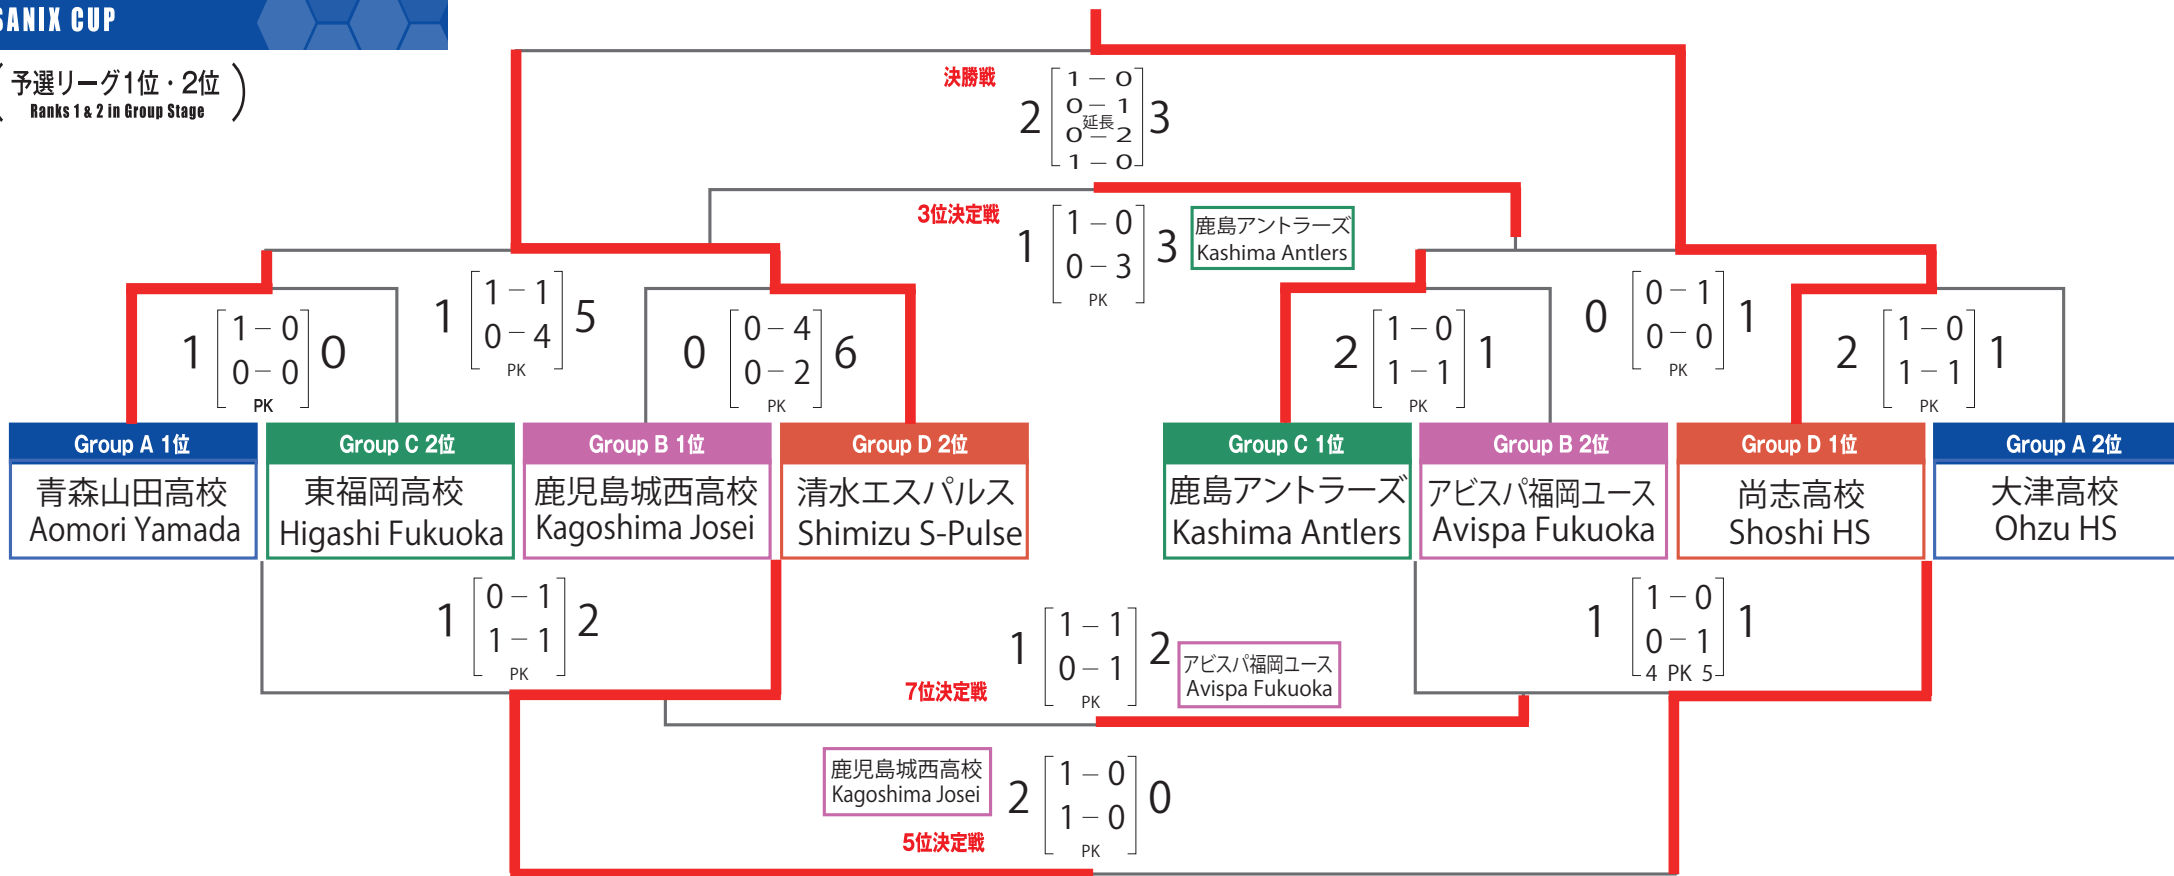 SANIX CUP
予選リーグ1位・2位
Ranks 1 & 2 in Group Stage
決勝戦
2 1 – 0 3
0 – 1
延長
0 – 2
1 – 0
3位決定戦
1 1 – 0 3
0 – 3
PK
鹿島アントラーズ
Kashima Antlers
1 1 – 1 5
0 – 4
PK
0 0 – 1 1
0 – 0
PK
1 1 – 0 0
0 – 0
PK
0 0 – 4 6
0 – 2
PK
2 1 – 0 1
1 – 1
PK
2 1 – 0 1
1 – 1
PK
Group A 1位
青森山田高校
Aomori Yamada
Group C 2位
東福岡高校
Higashi Fukuoka
Group B 1位
鹿児島城西高校
Kagoshima Josei
Group D 2位
清水エスパルス
Shimizu S-Pulse
Group C 1位
鹿島アントラーズ
Kashima Antlers
Group B 2位
アビスパ福岡ユース
Avispa Fukuoka
Group D 1位
尚志高校
Shoshi HS
Group A 2位
大津高校
Ohzu HS
1 0 – 1 2
1 – 1
PK
1 1 – 0 1
0 – 1
4 PK 5
7位決定戦
1 1 – 1 2
0 – 1
PK
アビスパ福岡ユース
Avispa Fukuoka
鹿児島城西高校
Kagoshima Josei
2 1 – 0 0
1 – 0
PK
5位決定戦